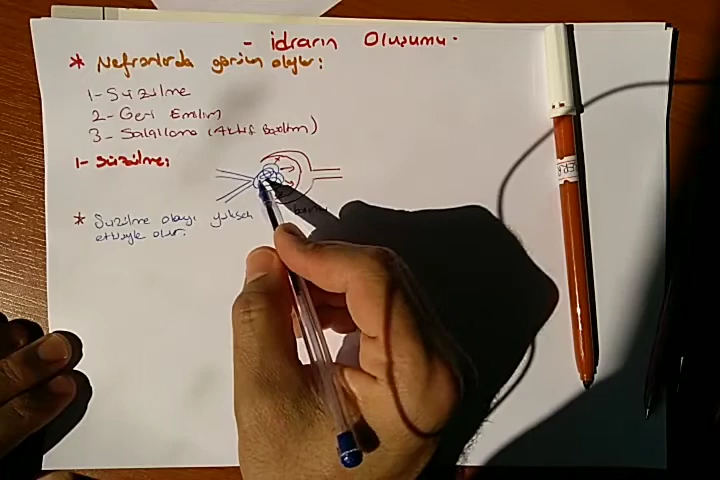 - idrarın Oluşumu.
* Nefronlarda görülen olaylar:
1- Süzülme
2- Geri Emilim
3- Salgılama (Aktif Boşaltım)
1- Süzülme:
* Süzülme olayı yüksek
etkisiyle olur.